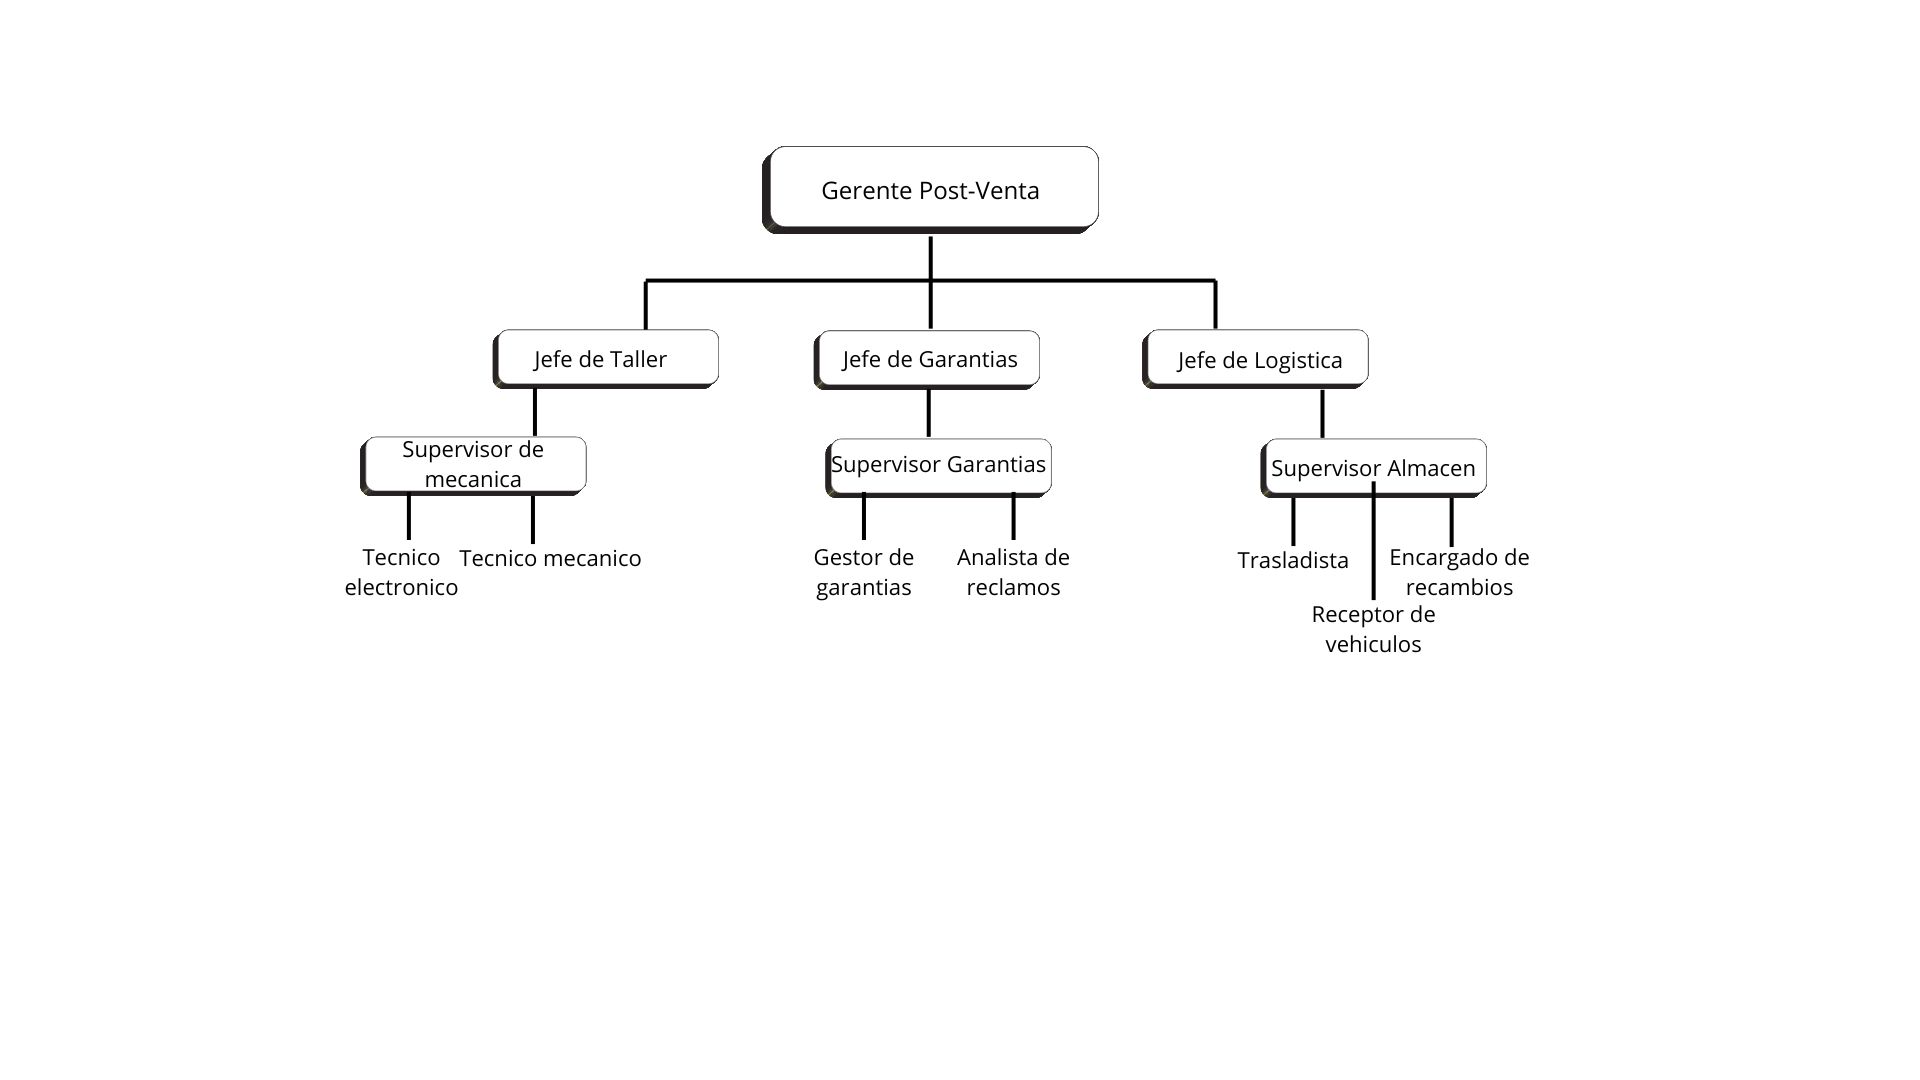 Gerente Post-Venta
Jefe de Taller
Jefe de Garantias
Jefe de Logistica
Supervisor de
mecanica
Supervisor Garantias
Supervisor Almacen
Tecnico
electronico
Tecnico mecanico
Gestor de
garantias
Analista de
reclamos
Trasladista
Encargado de
recambios
Receptor de
vehiculos